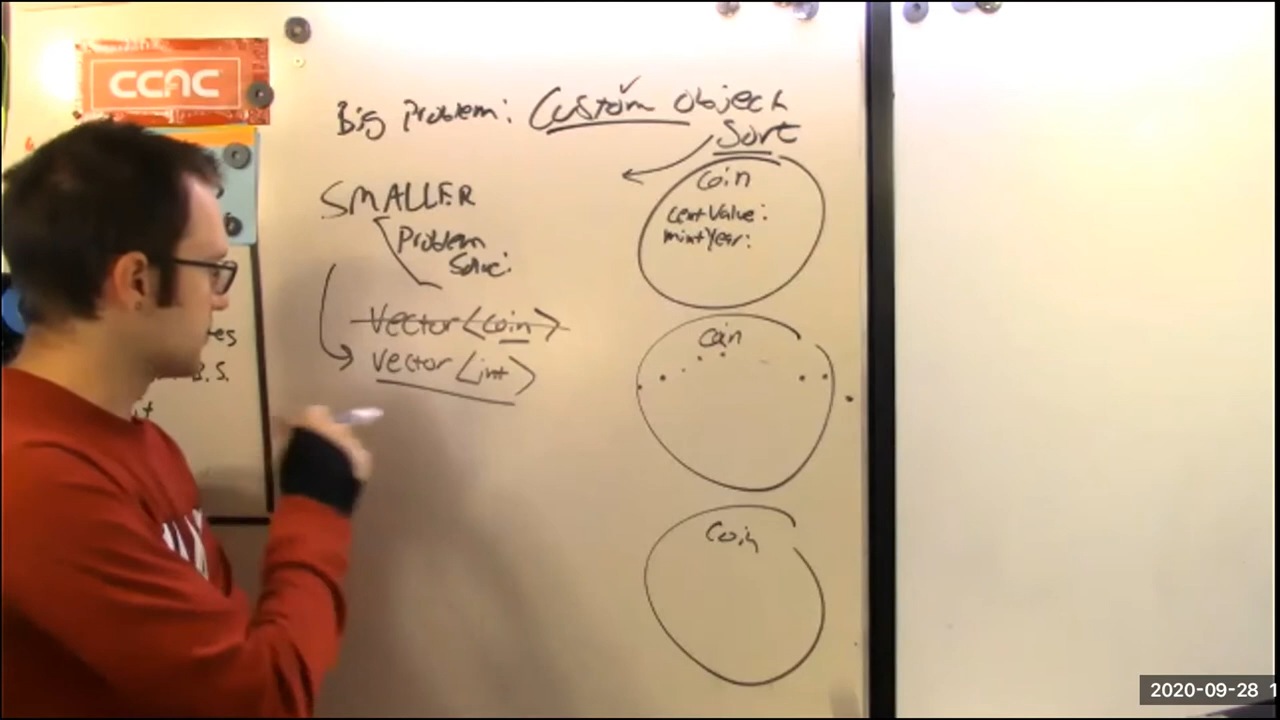 CCAC
Big Problem: Custom Object
Sort
SMALLER
Problem
Solve:
Vector<coin>
Vector<int>
Coin
CentValue:
mintYear:
Coin
Coin
B.S.
2020-09-28 1